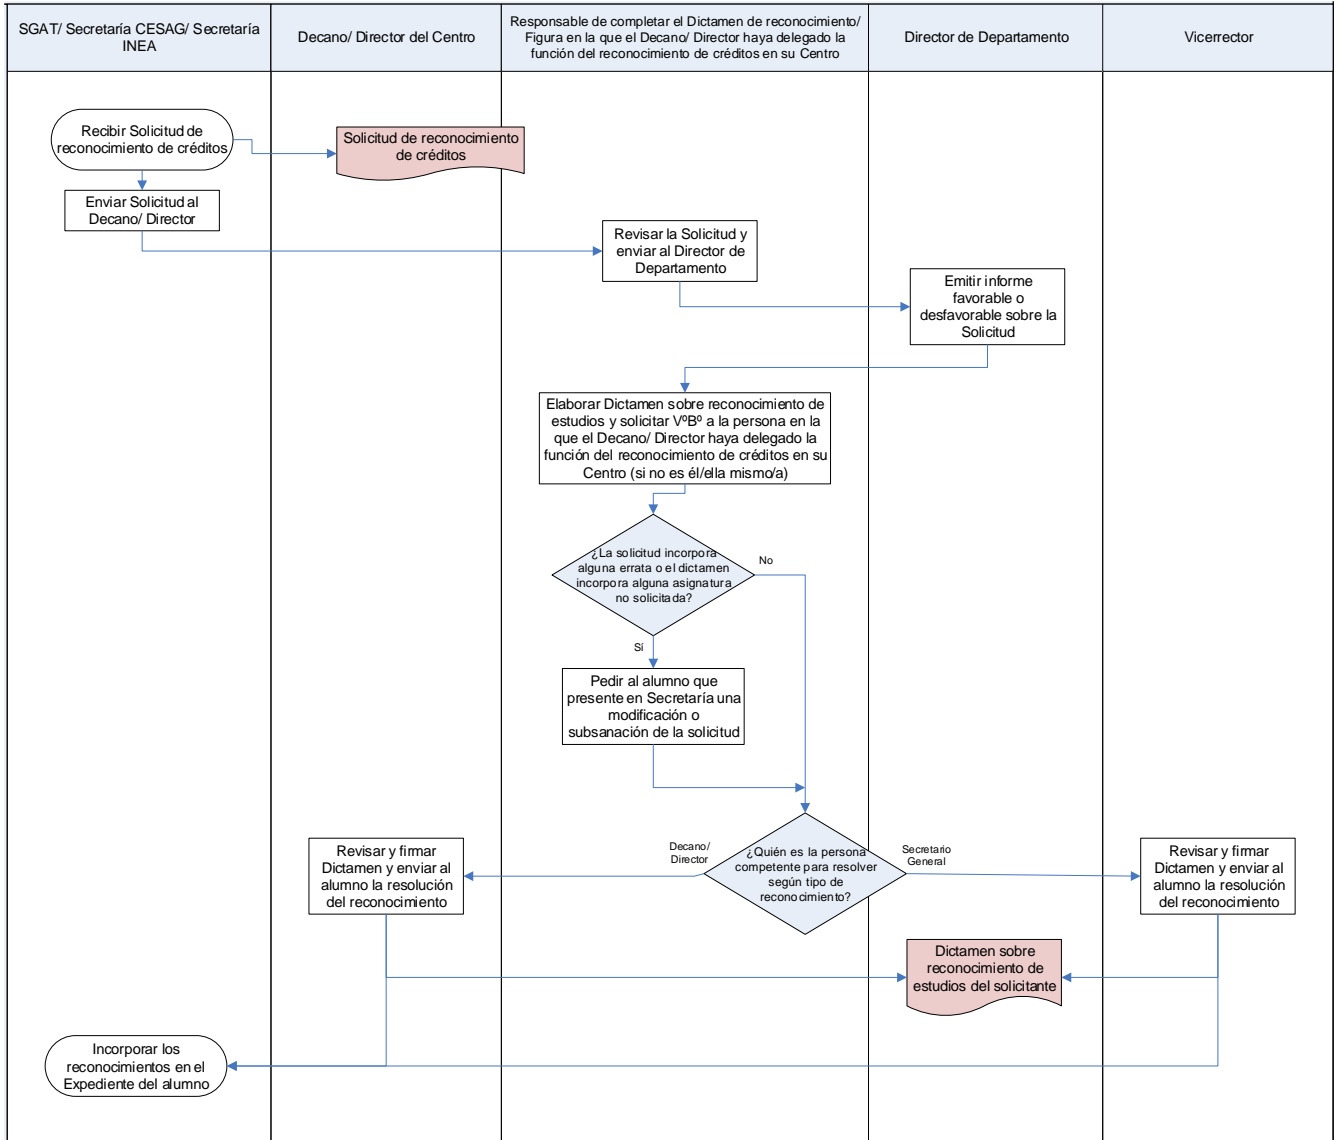 SGAT/ Secretaría CESAG/ Secretaría
INEA
Decano/ Director del Centro
Responsable de completar el Dictamen de reconocimiento/
Figura en la que el Decano/ Director haya delegado la
función del reconocimiento de créditos en su Centro
Director de Departamento
Vicerrector
Recibir Solicitud de
reconocimiento de créditos
Solicitud de reconocimiento
de créditos
Enviar Solicitud al
Decano/ Director
Revisar la Solicitud y
enviar al Director de
Departamento
Emitir informe
favorable o
desfavorable sobre la
Solicitud
Elaborar Dictamen sobre reconocimiento de
estudios y solicitar VºBº a la persona en la
que el Decano/ Director haya delegado la
función del reconocimiento de créditos en su
Centro (si no es él/ella mismo/a)
¿La solicitud incorpora
alguna errata o el dictamen
incorpora alguna asignatura
no solicitada?
No
Sí
Pedir al alumno que
presente en Secretaría una
modificación o
subsanación de la solicitud
Decano/
Director
¿Quién es la persona
competente para resolver
según tipo de
reconocimiento?
Secretario
General
Revisar y firmar
Dictamen y enviar al
alumno la resolución
del reconocimiento
Revisar y firmar
Dictamen y enviar al
alumno la resolución
del reconocimiento
Dictamen sobre
reconocimiento de
estudios del solicitante
Incorporar los
reconocimientos en el
Expediente del alumno